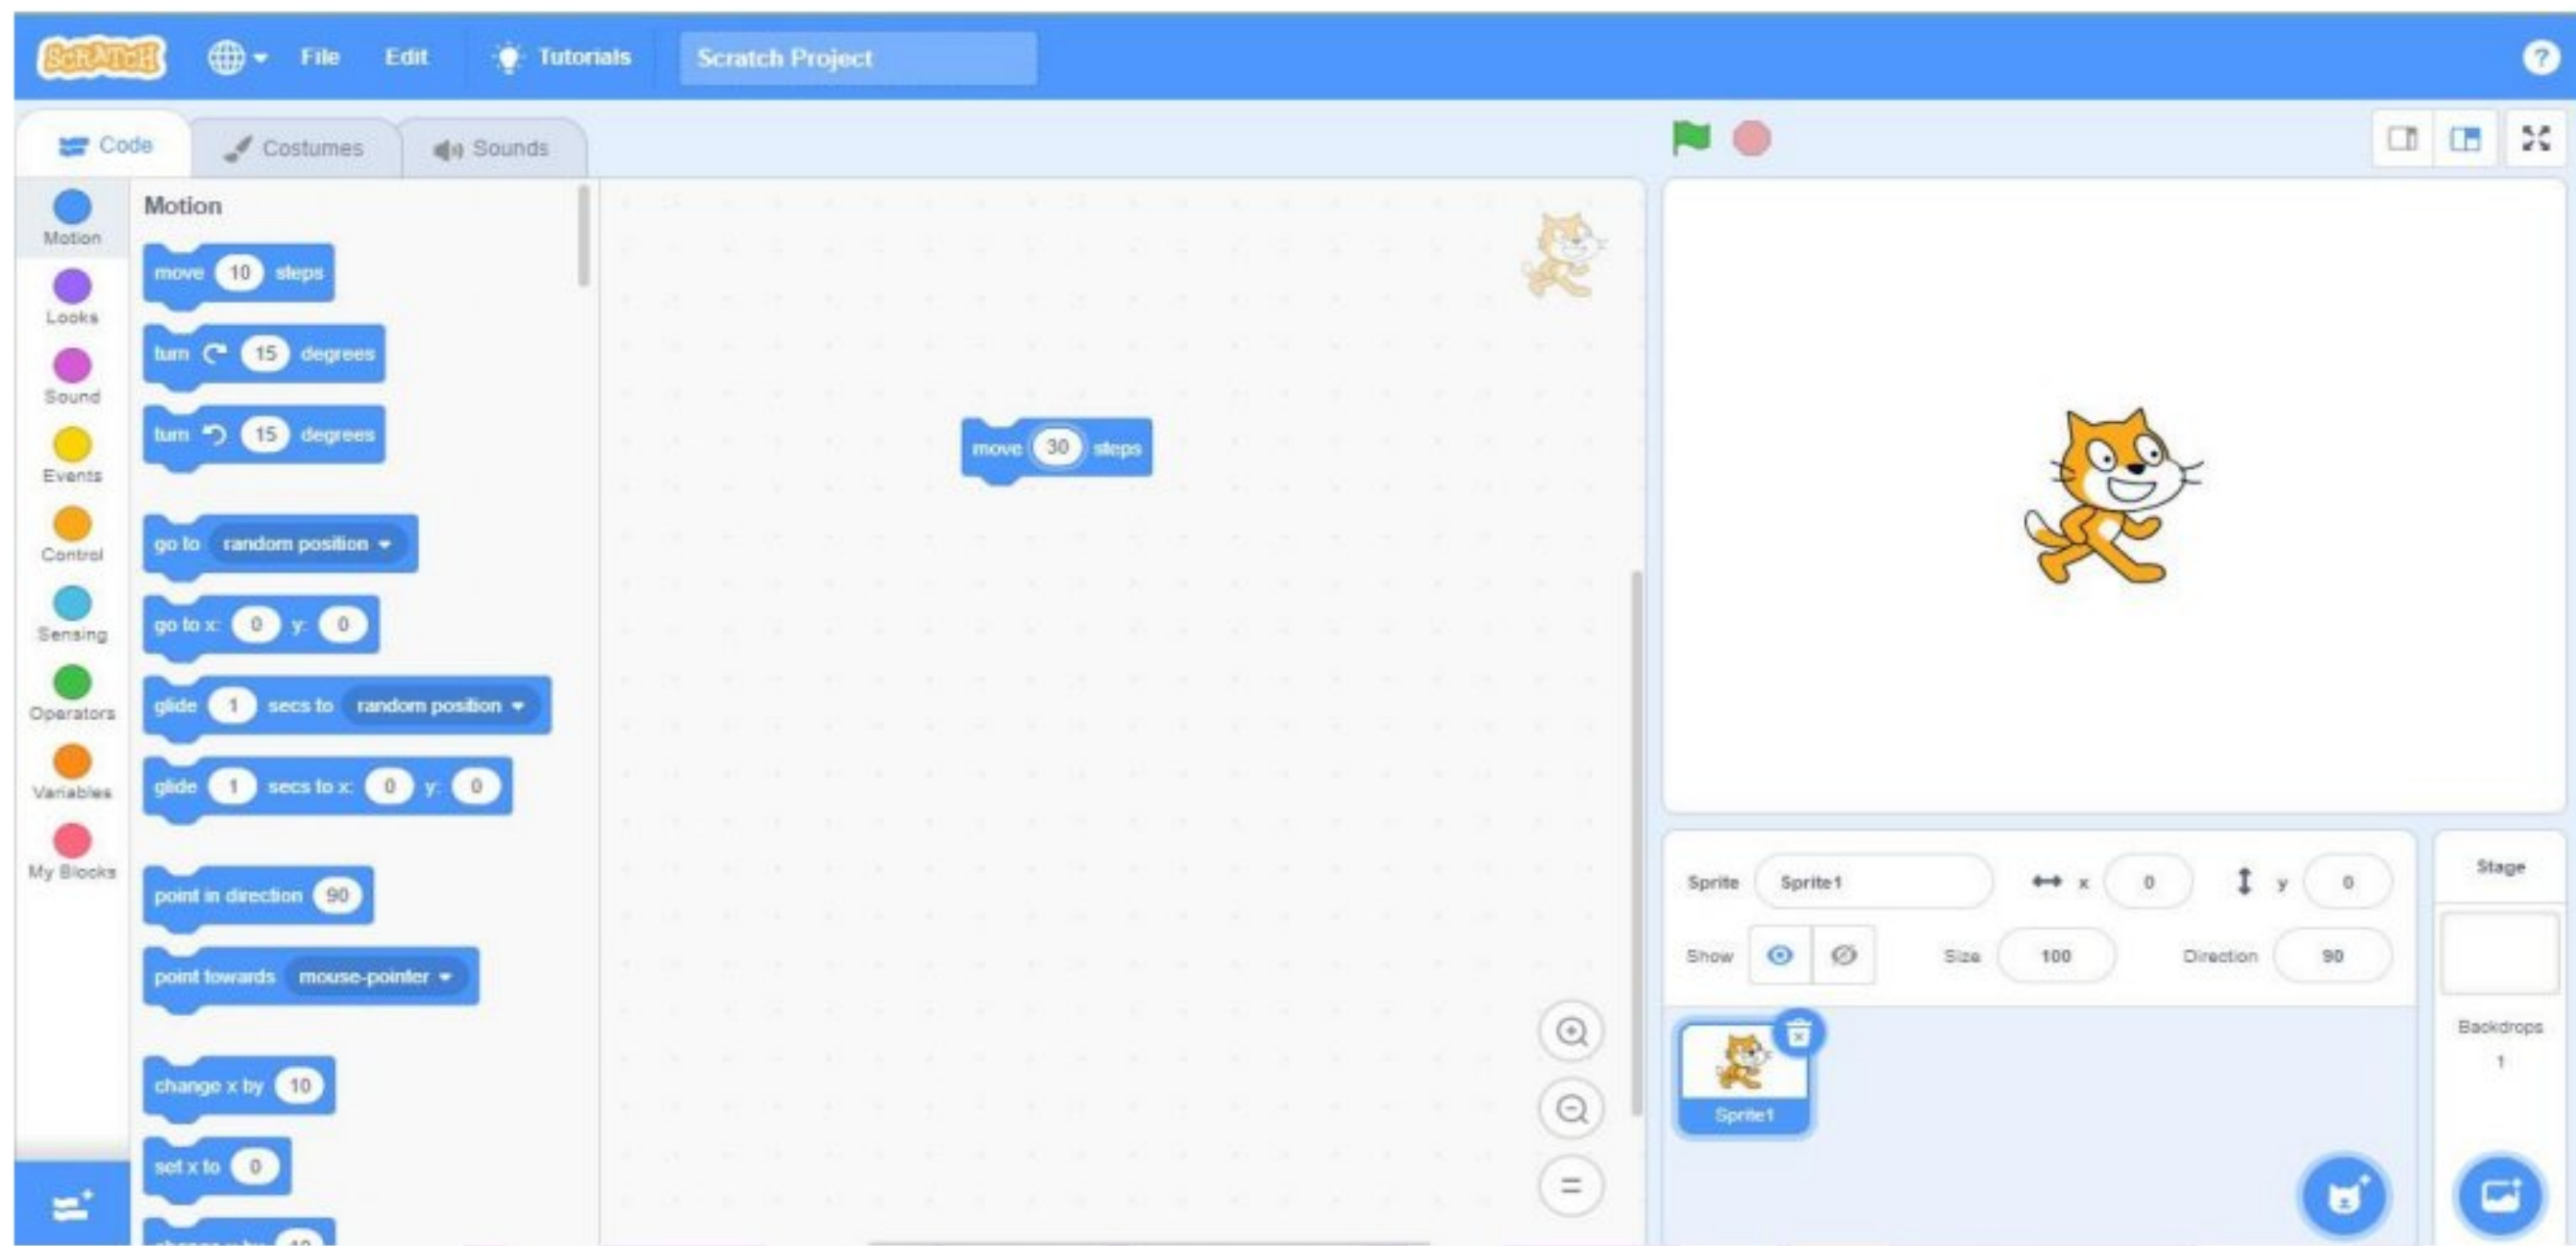 SCRATCH File Edit Tutorials Scratch Project ?
Code Costumes Sounds
Motion
Looks
Sound
Events
Control
Sensing
Operators
Variables
My Blocks
Motion
move 10 steps
turn 15 degrees
turn 15 degrees
go to random position
go to x: 0 y: 0
glide 1 secs to random position
glide 1 secs to x: 0 y: 0
point in direction 90
point towards mouse-pointer
change x by 10
set x to 0
change y by 10
move 30 steps
Sprite Sprite1 x 0 y 0
Show Size 100 Direction 90
Sprite1
Stage
Backdrops
1